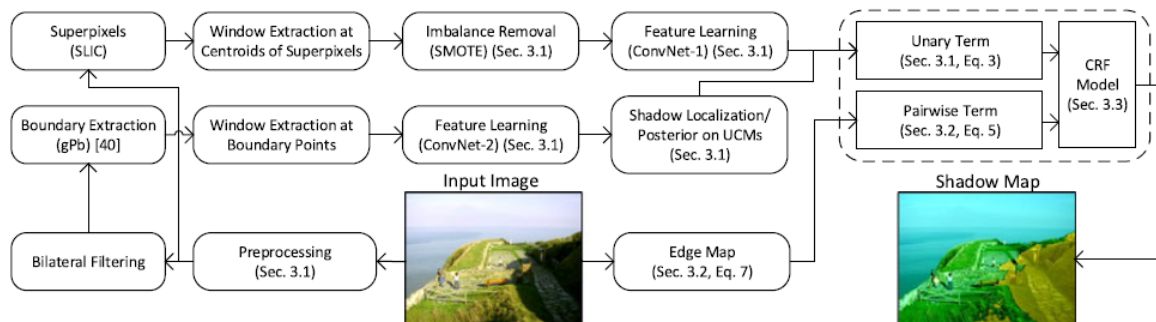 Superpixels
(SLIC)
Window Extraction at
Centroids of Superpixels
Imbalance Removal
(SMOTE) (Sec. 3.1)
Feature Learning
(ConvNet-1) (Sec. 3.1)
Unary Term
(Sec. 3.1, Eq. 3)
CRF
Model
(Sec. 3.3)
Boundary Extraction
(gPb) [40]
Window Extraction at
Boundary Points
Feature Learning
(ConvNet-2) (Sec. 3.1)
Shadow Localization/
Posterior on UCMs
(Sec. 3.1)
Pairwise Term
(Sec. 3.2, Eq. 5)
Input Image
Shadow Map
Bilateral Filtering
Preprocessing
(Sec. 3.1)
Edge Map
(Sec. 3.2, Eq. 7)